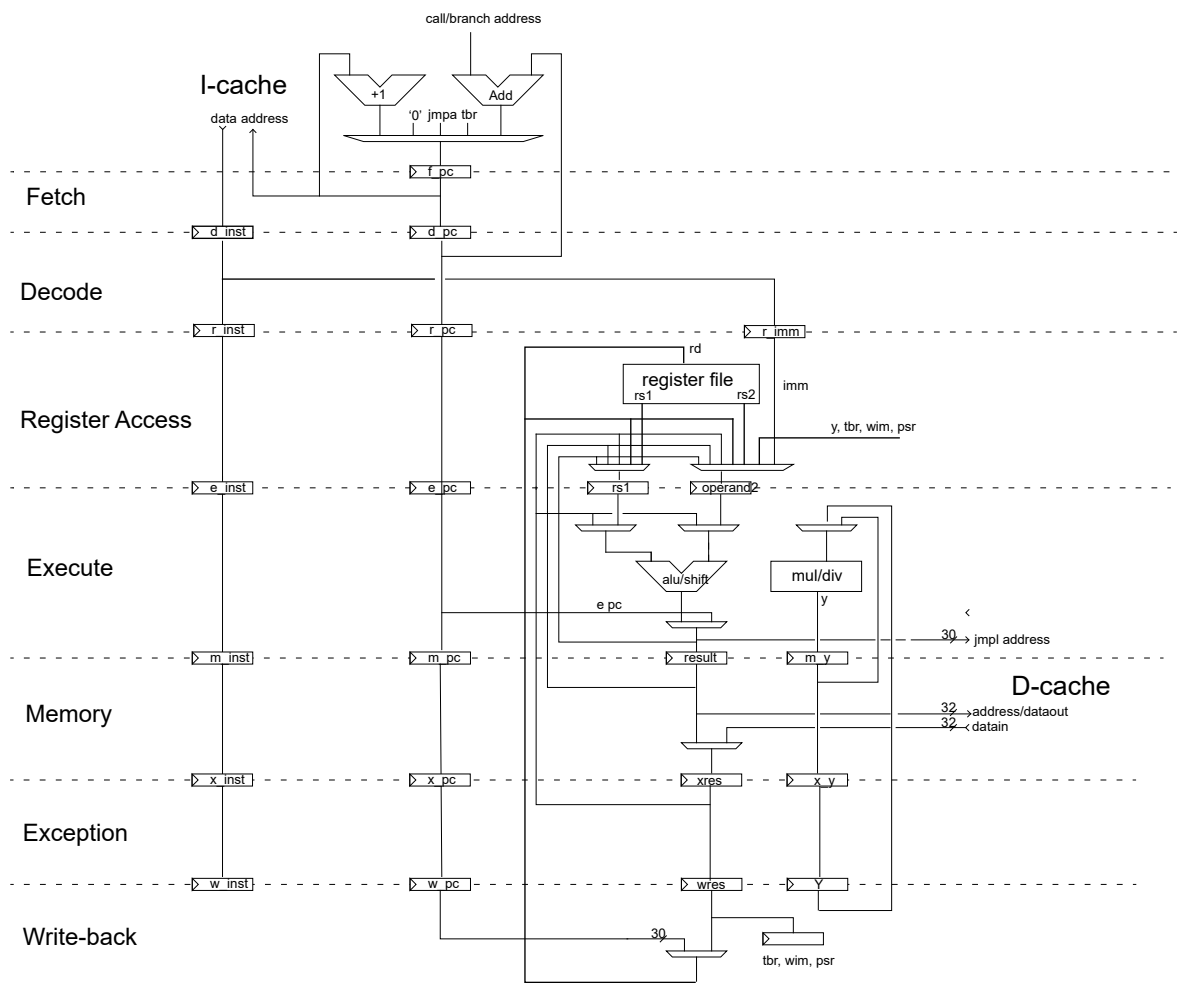 call/branch address
I-cache
+1
Add
data address
‘0’ jmpa tbr
f_pc
Fetch
d_inst
d_pc
Decode
r_inst
r_pc
r_imm
rd
register file
rs1
rs2
imm
Register Access
y, tbr, wim, psr
e_inst
e_pc
rs1
operand2
Execute
alu/shift
mul/div
y
e pc
30
jmpl address
m_inst
m_pc
result
m_y
D-cache
Memory
32
address/dataout
32
datain
x_inst
x_pc
xres
x_y
Exception
w_inst
w_pc
wres
Y
Write-back
30
tbr, wim, psr